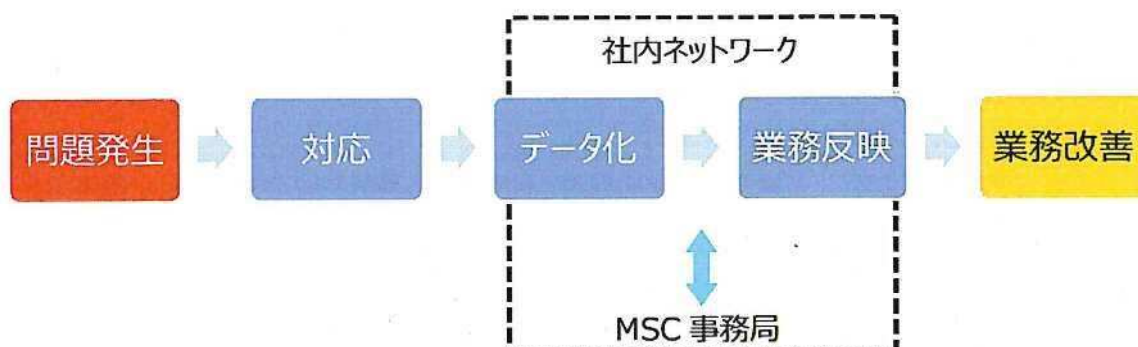 社内ネットワーク
問題発生
対応
データ化
業務反映
業務改善
MSC 事務局